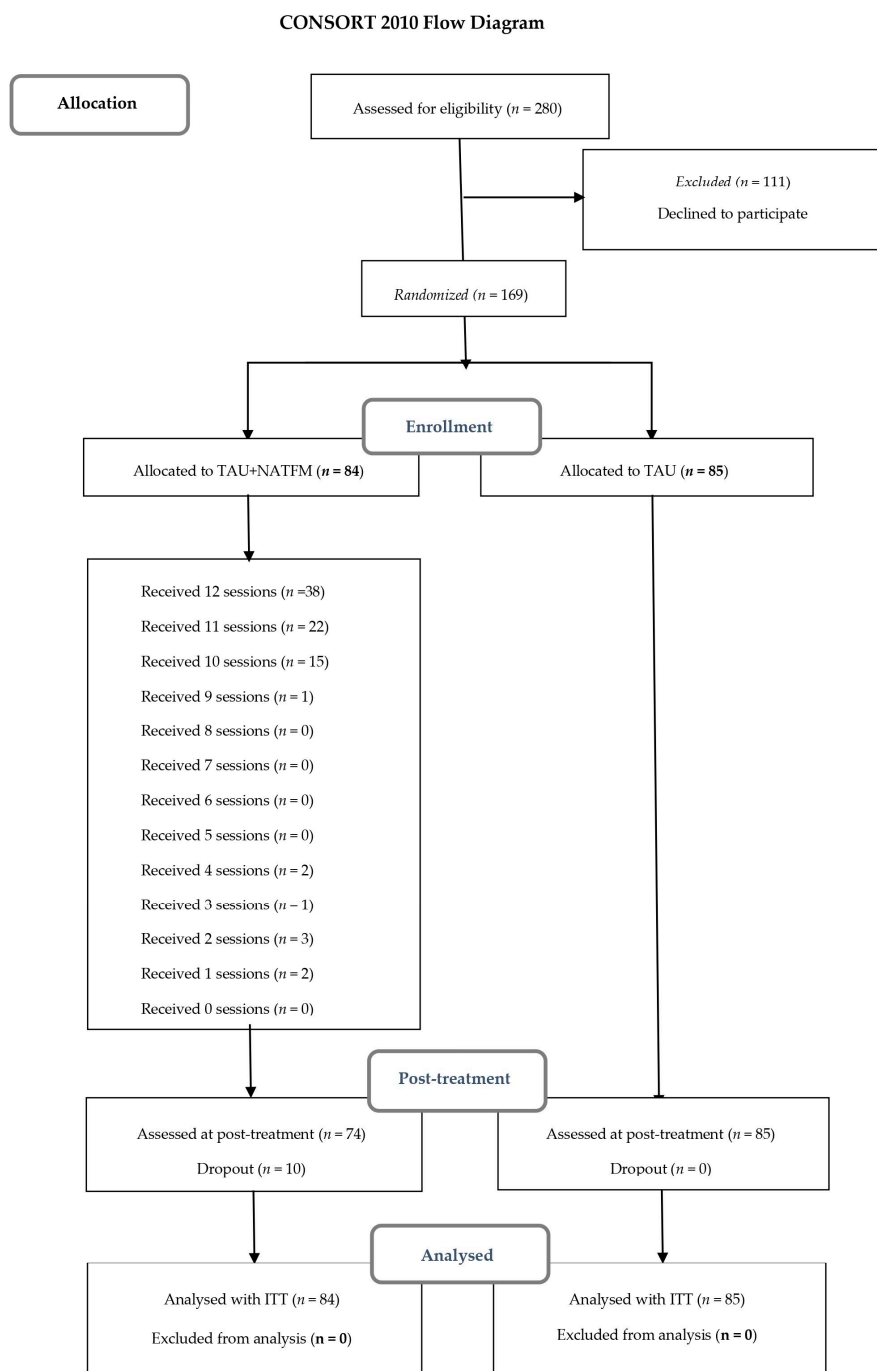 CONSORT 2010 Flow Diagram
Allocation
Assessed for eligibility (n = 280)
Excluded (n = 111)
Declined to participate
Randomized (n = 169)
Enrollment
Allocated to TAU+NATFM (n = 84)
Allocated to TAU (n = 85)
Received 12 sessions (n =38)
Received 11 sessions (n = 22)
Received 10 sessions (n = 15)
Received 9 sessions (n = 1)
Received 8 sessions (n = 0)
Received 7 sessions (n = 0)
Received 6 sessions (n = 0)
Received 5 sessions (n = 0)
Received 4 sessions (n = 2)
Received 3 sessions (n – 1)
Received 2 sessions (n = 3)
Received 1 sessions (n = 2)
Received 0 sessions (n = 0)
Post-treatment
Assessed at post-treatment (n = 74)
Dropout (n = 10)
Assessed at post-treatment (n = 85)
Dropout (n = 0)
Analysed
Analysed with ITT (n = 84)
Excluded from analysis (n = 0)
Analysed with ITT (n = 85)
Excluded from analysis (n = 0)